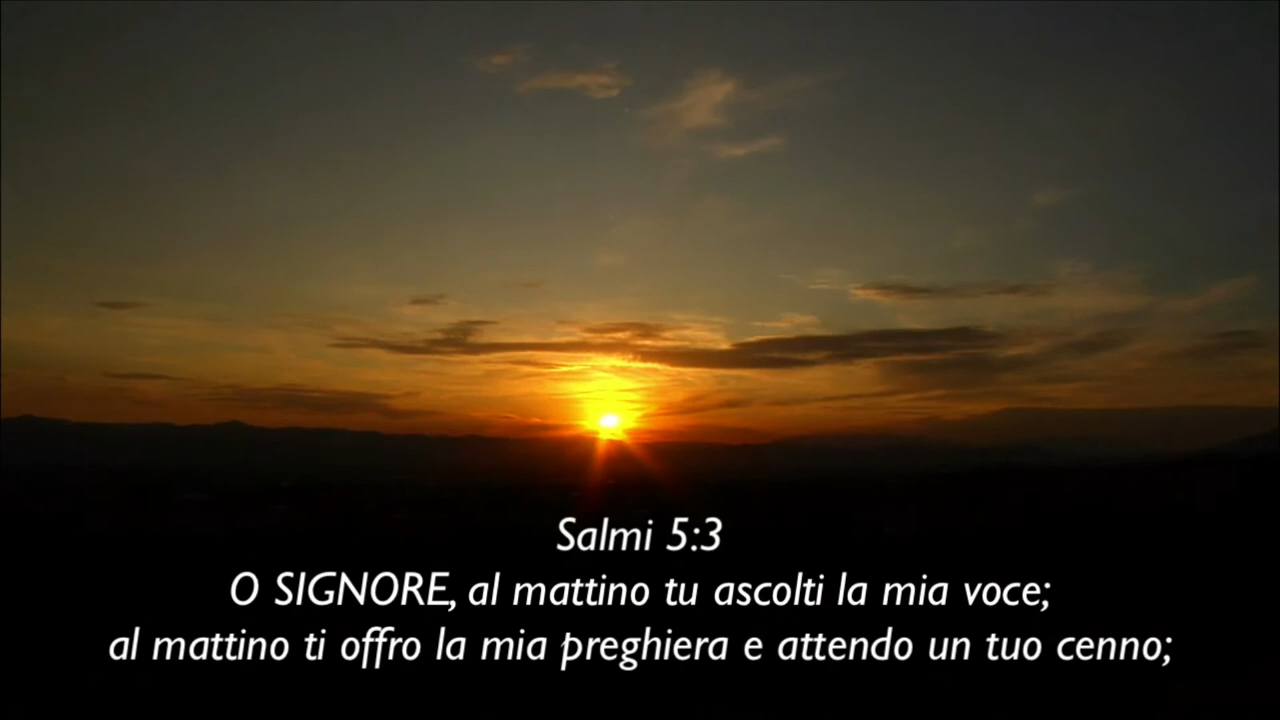 Salmi 5:3
O SIGNORE, al mattino tu ascolti la mia voce;
al mattino ti offro la mia preghiera e attendo un tuo cenno;